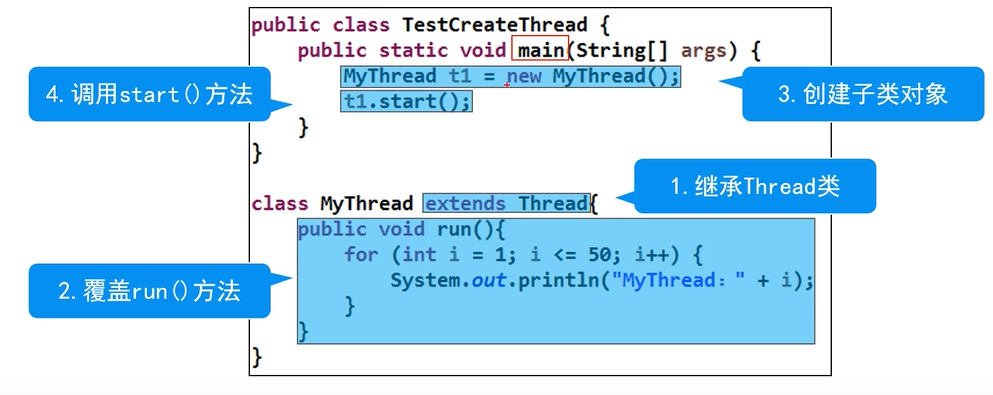 public class TestCreateThread {
public static void main(String[] args) {
MyThread t1 = new MyThread();
t1.start();
}
}
class MyThread extends Thread{
public void run(){
for (int i = 1; i <= 50; i++) {
System.out.println("MyThread：" + i);
}
}
}
4.调用start()方法
3.创建子类对象
1.继承Thread类
2.覆盖run()方法